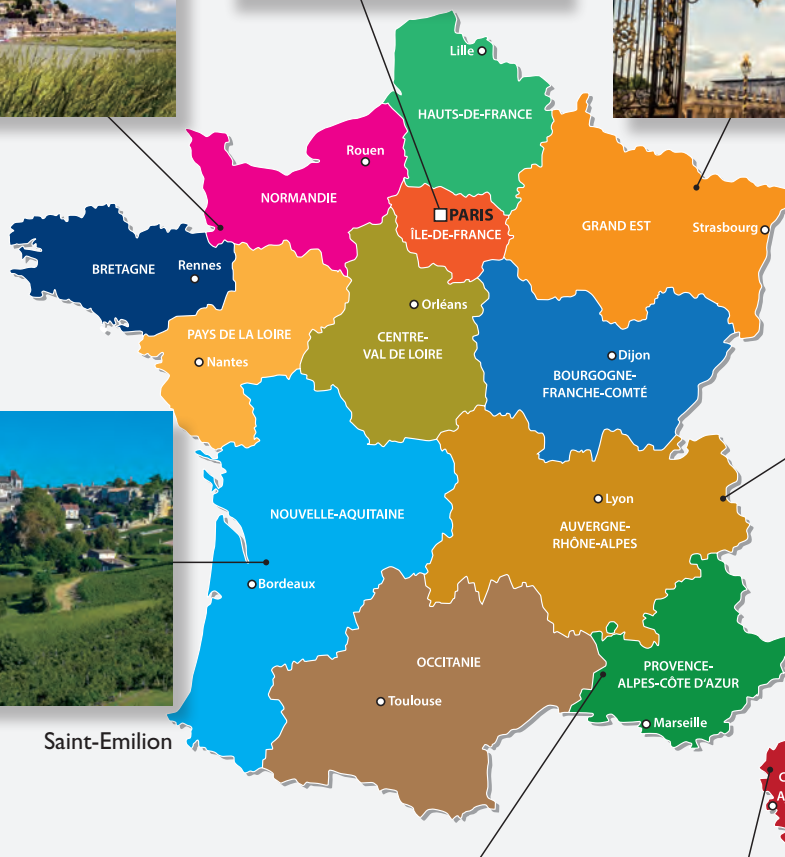 Lille
HAUTS-DE-FRANCE
Rouen
NORMANDIE
PARIS
ÎLE-DE-FRANCE
GRAND EST
Strasbourg
BRETAGNE
Rennes
Orléans
PAYS DE LA LOIRE
CENTRE-
VAL DE LOIRE
Nantes
Dijon
BOURGOGNE-
FRANCHE-COMTÉ
Lyon
NOUVELLE-AQUITAINE
AUVERGNE-
RHÔNE-ALPES
Bordeaux
OCCITANIE
PROVENCE-
ALPES-CÔTE D'AZUR
Toulouse
Marseille
Saint-Emilion